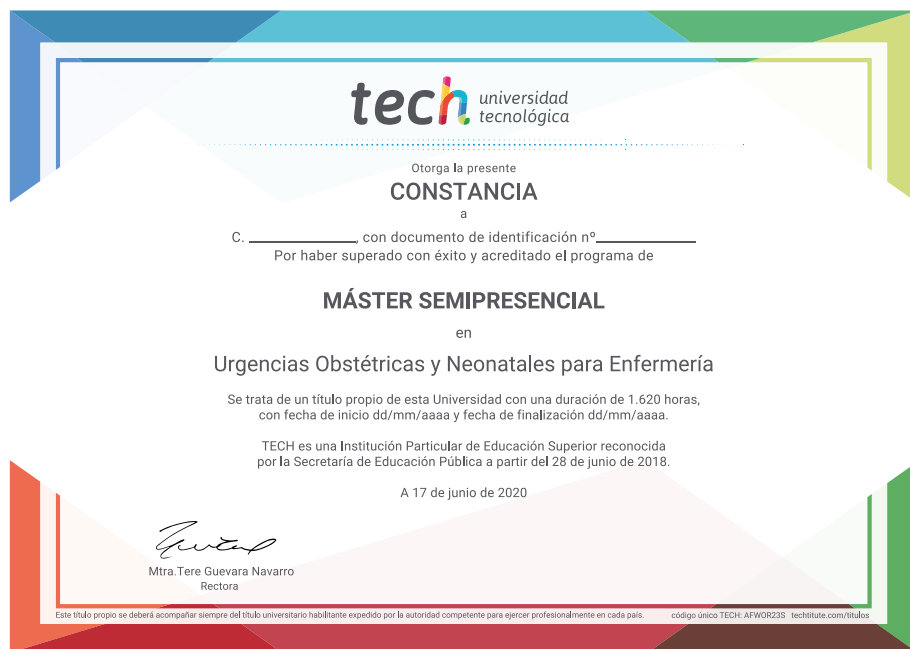 tech universidad
tecnológica
Otorga la presente
CONSTANCIA
a
C. ____________, con documento de identificación nº____________
Por haber superado con éxito y acreditado el programa de
MÁSTER SEMIPRESENCIAL
en
Urgencias Obstétricas y Neonatales para Enfermería
Se trata de un título propio de esta Universidad con una duración de 1.620 horas,
con fecha de inicio dd/mm/aaaa y fecha de finalización dd/mm/aaaa.
TECH es una Institución Particular de Educación Superior reconocida
por la Secretaría de Educación Pública a partir del 28 de junio de 2018.
A 17 de junio de 2020
Mtra.Tere Guevara Navarro
Rectora
Este título propio se deberá acompañar siempre del título universitario habilitante expedido por la autoridad competente para ejercer profesionalmente en cada país. código único TECH: AFWOR23S techtitute.com/titulos